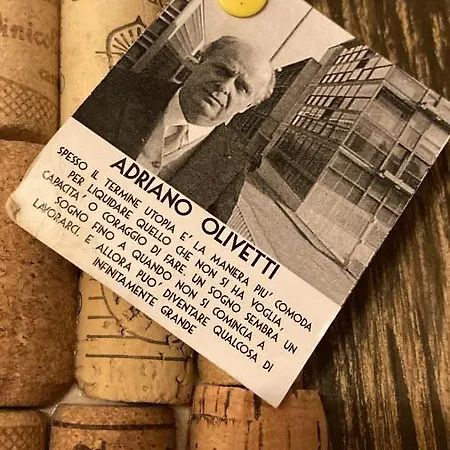 ADRIANO OLIVETTI
SPESSO IL TERMINE UTOPIA E' LA MANIERA PIU' COMODA
PER LIQUIDARE QUELLO CHE NON SI HA VOGLIA,
CAPACITA' O CORAGGIO DI FARE. UN SOGNO SEMBRA UN
SOGNO FINO A QUANDO NON SI COMINCIA A
LAVORARCI. E ALLORA PUO' DIVENTARE QUALCOSA DI
INFINITAMENTE GRANDE